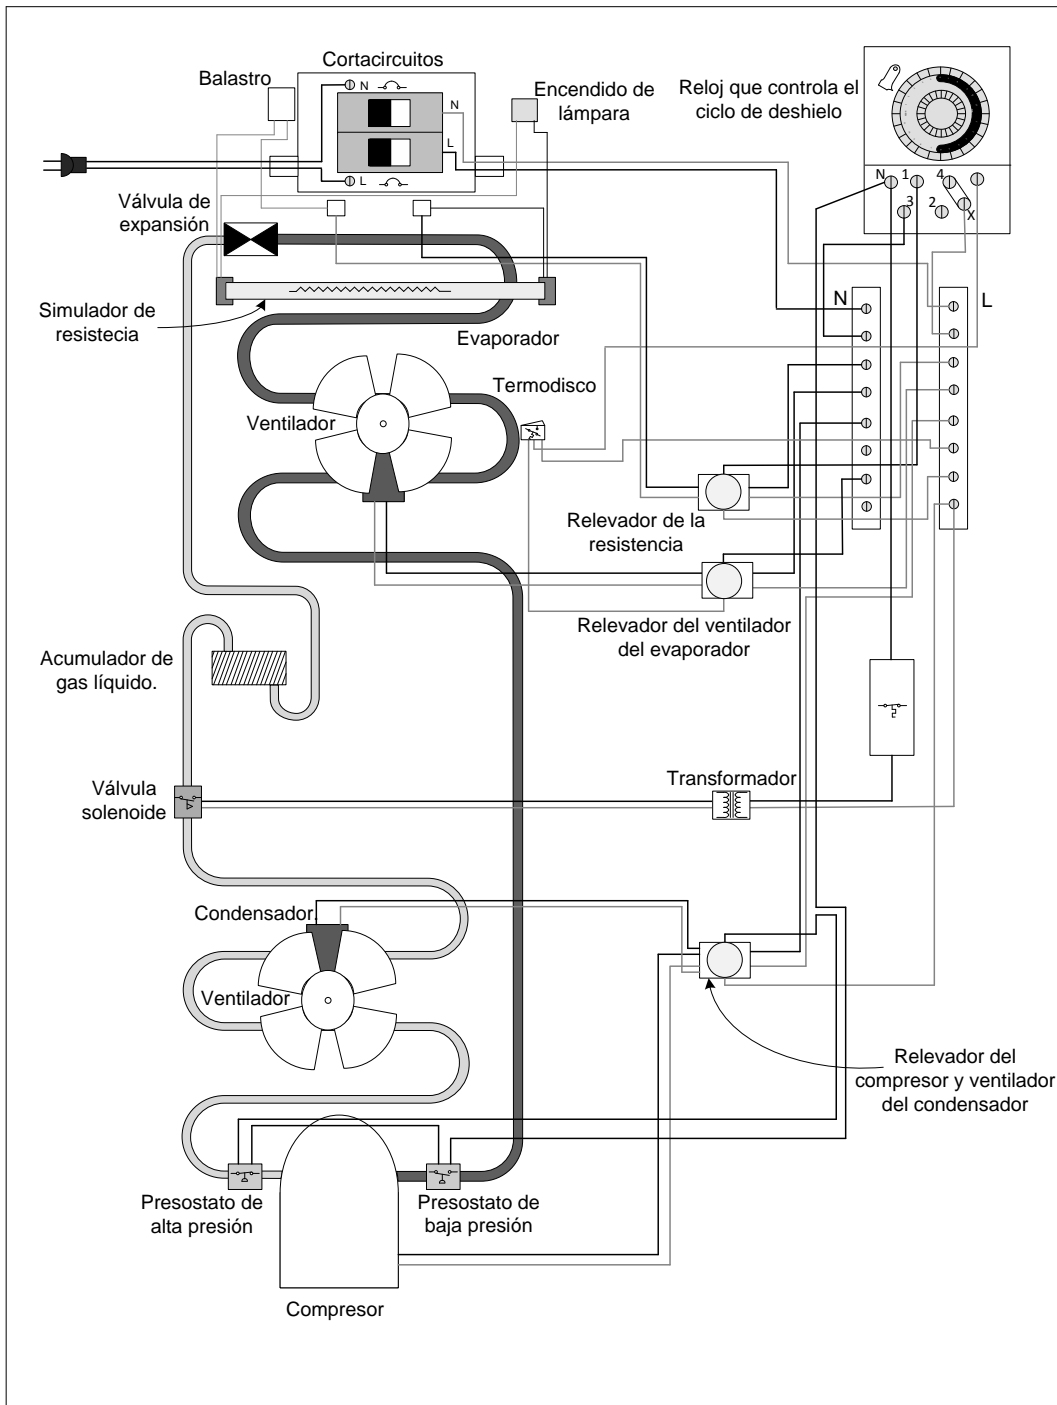 Cortacircuitos
Balastro
N
N
L
L
Encendido de
lámpara
Reloj que controla el
ciclo de deshielo
N
1
4
3
2
X
Válvula de
expansión
Simulador de
resistecia
Evaporador
N
L
Ventilador
Termodisco
Relevador de la
resistencia
Relevador del ventilador
del evaporador
Acumulador de
gas líquido.
Válvula
solenoide
Transformador
Condensador.
Ventilador
Relevador del
compresor y ventilador
del condensador
Presostato de
alta presión
Presostato de
baja presión
Compresor